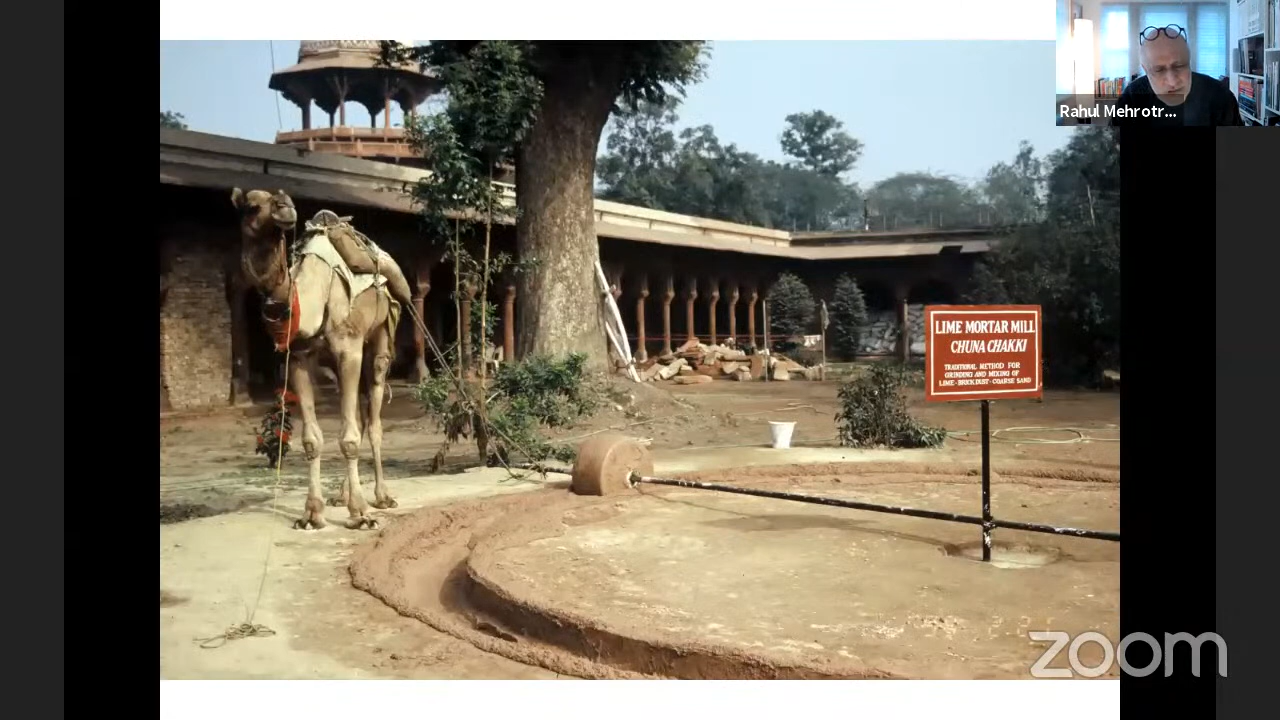 Rahul Mehrotr...
LIME MORTAR MILL
CHUNA CHAKKI
TRADITIONAL METHOD FOR
GRINDING AND MIXING OF
LIME-BRICK DUST-COARSE SAND
zoom